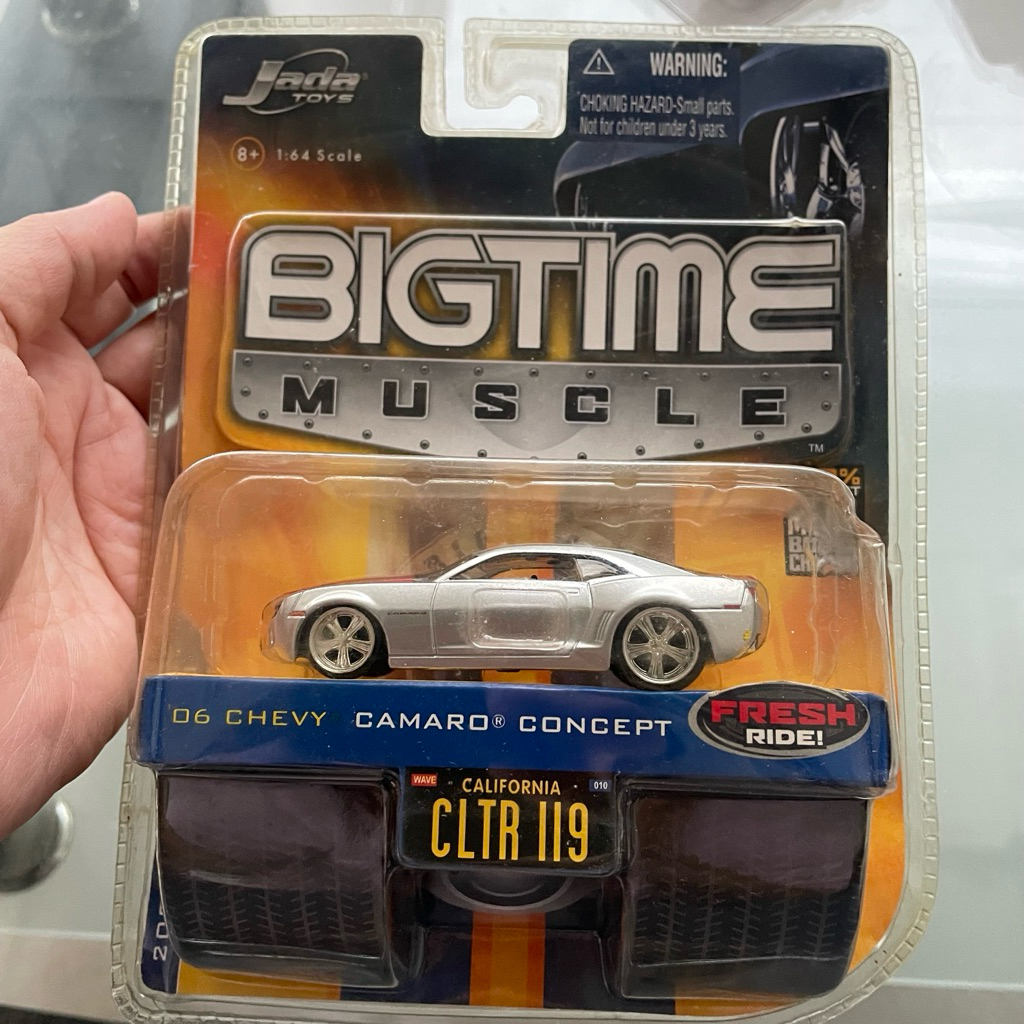 Jada®
TOYS
WARNING:
CHOKING HAZARD-Small parts.
Not for children under 3 years.
8+ 1:64 Scale
BIGTIME
MUSCLE
TM
%
'06 CHEVY CAMARO® CONCEPT
FRESH
RIDE!
WAVE 010
CALIFORNIA
CLTR 119